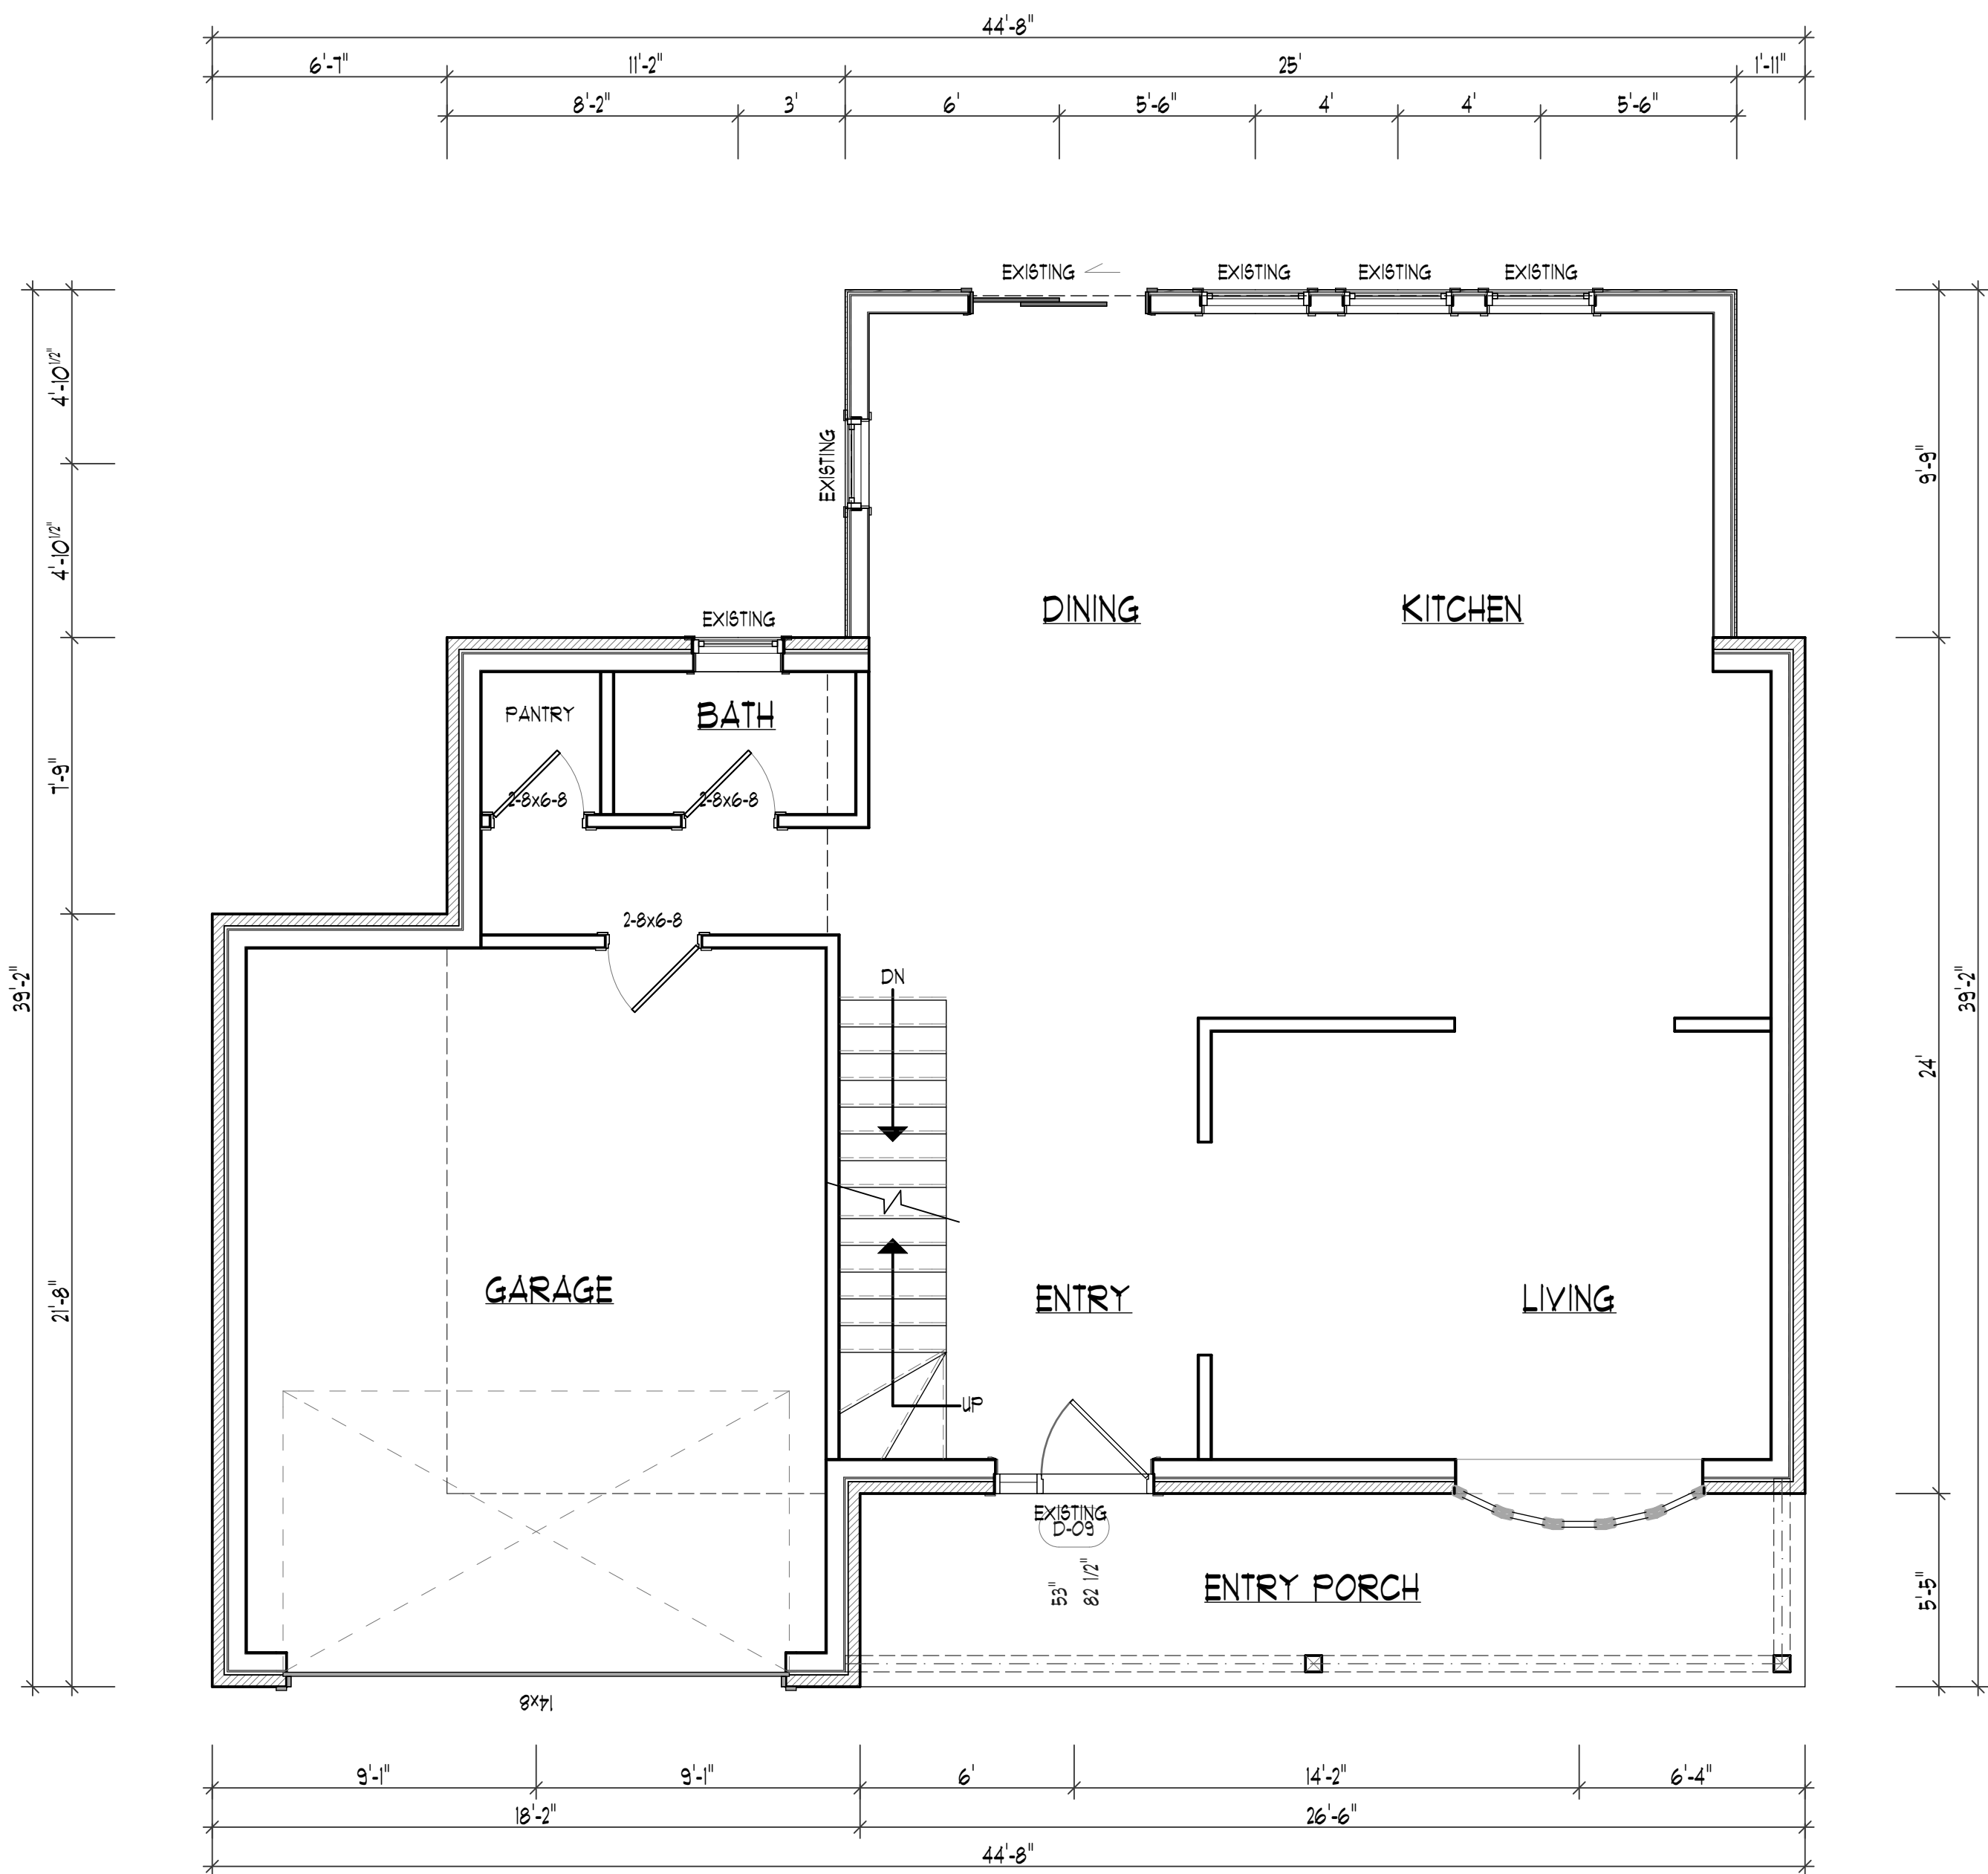 44'-8"
6'-7" 11'-2" 25' 1'-11"
8'-2" 3' 6' 5'-6" 4' 4' 5'-6"
EXISTING EXISTING EXISTING EXISTING
4'-10 1/2"
EXISTING
9'-9"
4'-10 1/2"
DINING KITCHEN
EXISTING
PANTRY BATH
7'-9"
2-8x6-8 2-8x6-8
2-8x6-8
39'-2"
DN
39'-2"
24'
21'-8"
GARAGE ENTRY LIVING
UP
EXISTING
D-09
53"
82 1/2"
ENTRY PORCH
5'-5"
14x8
9'-1" 9'-1" 6' 14'-2" 6'-4"
18'-2" 26'-6"
44'-8"